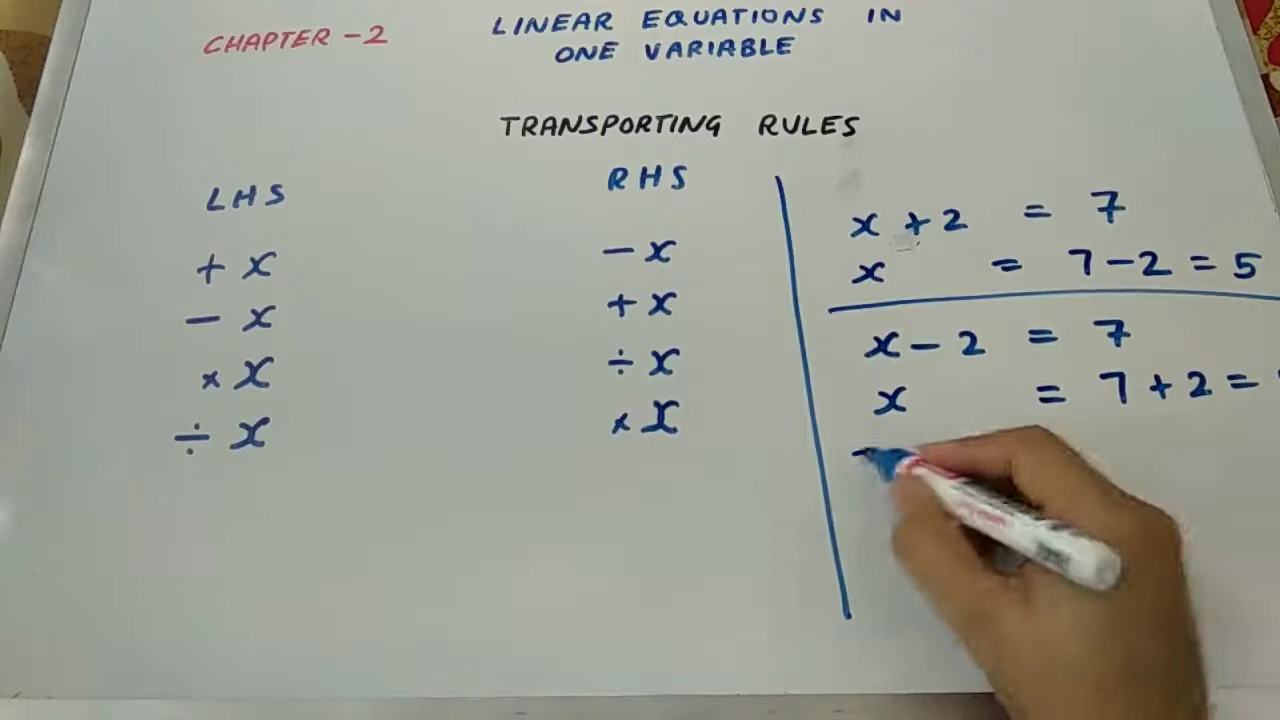 CHAPTER - 2
LINEAR EQUATIONS IN
ONE VARIABLE
TRANSPORTING RULES
LHS RHS
+ x - x
- x + x
× x ÷ x
÷ x × x
x + 2 = 7
x = 7 - 2 = 5
x - 2 = 7
x = 7 + 2 =